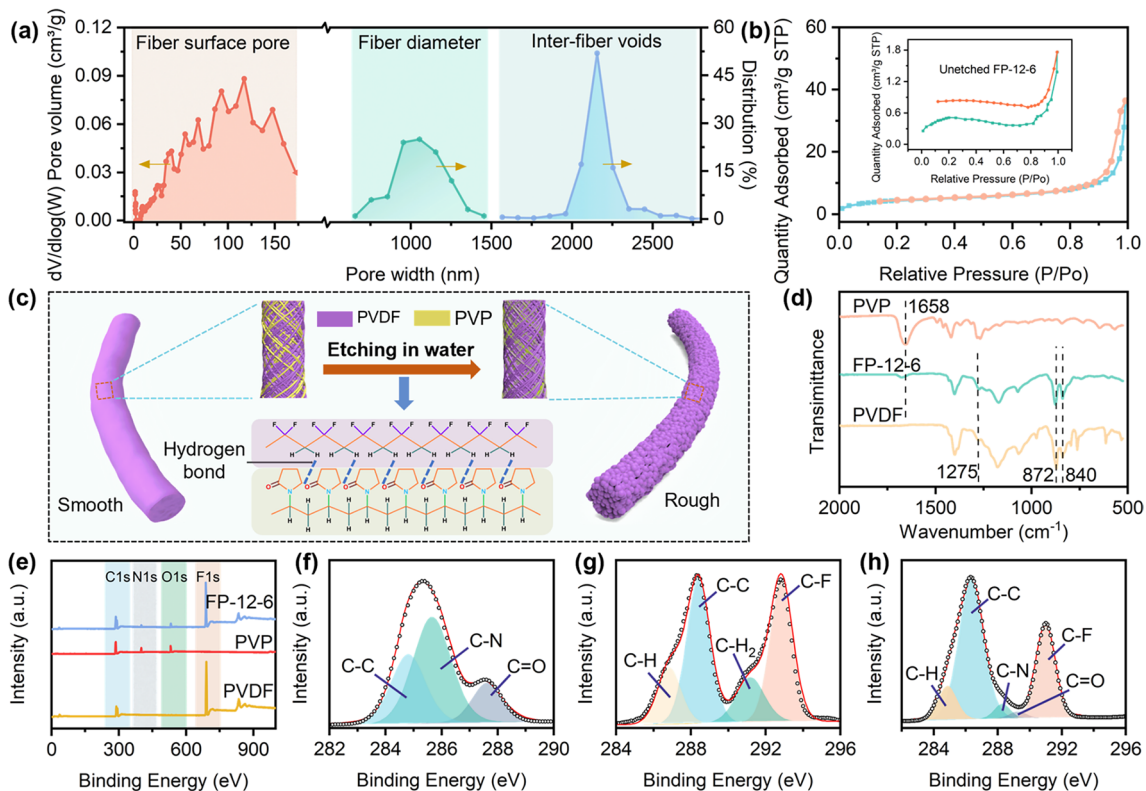 (a)
Fiber surface pore
Fiber diameter
Inter-fiber voids
dV/dlog(W) Pore volume (cm³/g)
0.12
0.09
0.06
0.03
0.00
60
45
30
15
0
Distribution (%)
0 50 100 150 1000 2000 2500
Pore width (nm)
(b)
Quantity Adsorbed (cm³/g STP)
60
40
20
0
0.0 0.2 0.4 0.6 0.8 1.0
Relative Pressure (P/Po)
Unetched FP-12-6
Quantity Adsorbed (cm³/g STP)
1.8
1.2
0.6
0.0
0.0 0.2 0.4 0.6 0.8 1.0
Relative Pressure (P/Po)
(c)
PVDF
PVP
Etching in water
Hydrogen
bond
Smooth
Rough
F F F F F F F F F F F F F F
H H H H H H H H H H H H H H
O O O O O O
N N N N N N
H H H H H H H
H H H H H H
(d)
PVP
1658
FP-12-6
PVDF
1275
872
840
Transmittance
2000 1500 1000 500
Wavenumber (cm⁻¹)
(e)
C1s N1s O1s F1s
FP-12-6
PVP
PVDF
Intensity (a.u.)
0 300 600 900
Binding Energy (eV)
(f)
C-C
C-N
C=O
Intensity (a.u.)
282 284 286 288 290
Binding Energy (eV)
(g)
C-H
C-C
C-H₂
C-F
Intensity (a.u.)
284 288 292 296
Binding Energy (eV)
(h)
C-H
C-C
C-N
C=O
C-F
Intensity (a.u.)
284 288 292 296
Binding Energy (eV)